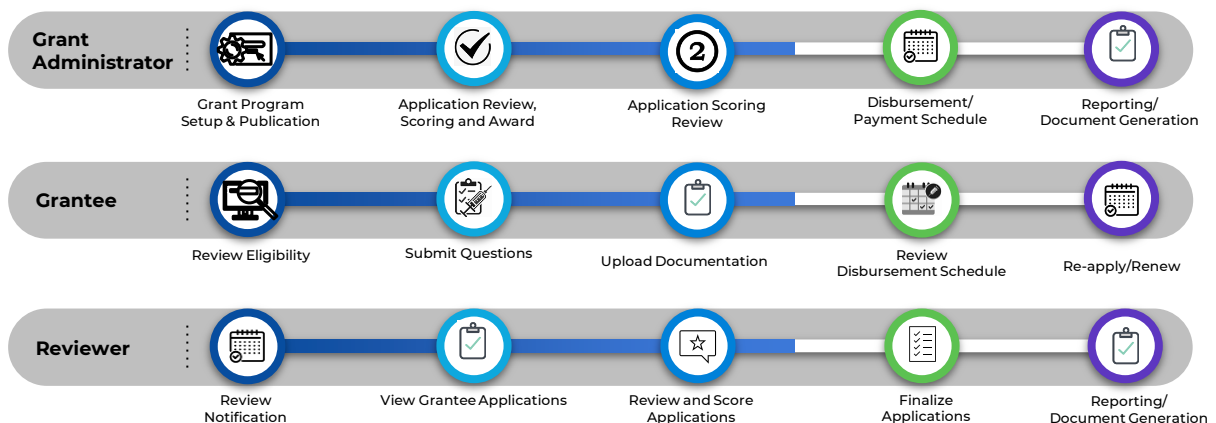 Grant
Administrator
2
Grant Program
Setup & Publication
Application Review,
Scoring and Award
Application Scoring
Review
Disbursement/
Payment Schedule
Reporting/
Document Generation
Grantee
Review Eligibility
Submit Questions
Upload Documentation
Review
Disbursement Schedule
Re-apply/Renew
Reviewer
Review
Notification
View Grantee Applications
Review and Score
Applications
Finalize
Applications
Reporting/
Document Generation